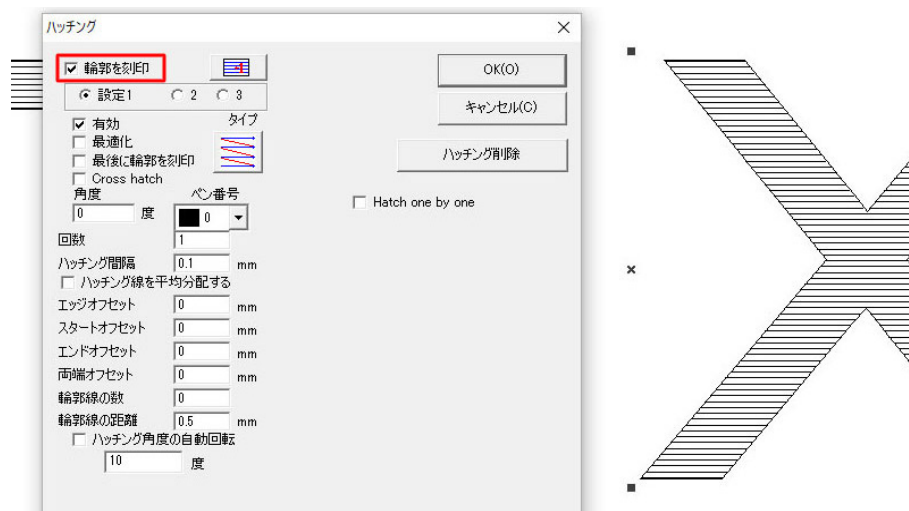 ハッチング
輪郭を刻印
設定1 2 3
有効 タイプ
最適化
最後に輪郭を刻印
Cross hatch
角度 ペン番号
0 度 0
回数 1
ハッチング間隔 0.1 mm
ハッチング線を平均分配する
エッジオフセット 0 mm
スタートオフセット 0 mm
エンドオフセット 0 mm
両端オフセット 0 mm
輪郭線の数 0
輪郭線の距離 0.5 mm
ハッチング角度の自動回転
10 度
OK(O)
キャンセル(C)
ハッチング削除
Hatch one by one